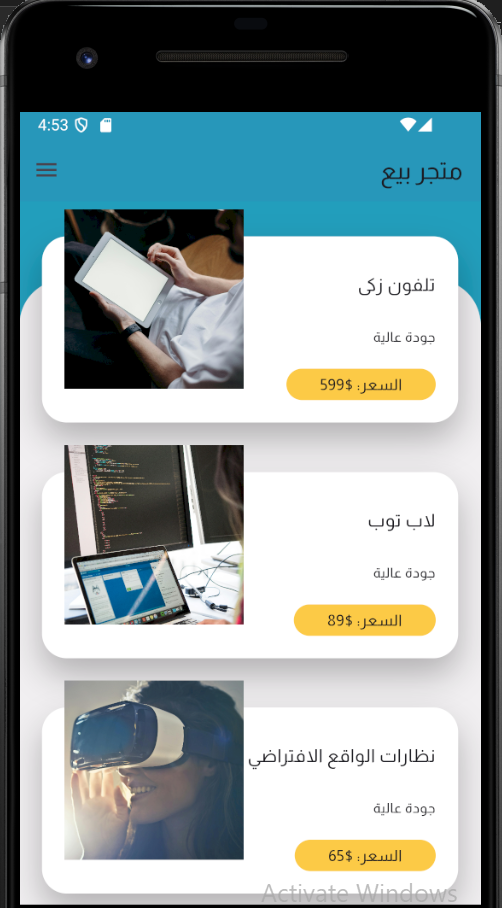 4:53
متجر بيع
تلفون زكى
جودة عالية
السعر: $599
لاب توب
جودة عالية
السعر: $89
نظارات الواقع الافتراضي
جودة عالية
السعر: $65
Activate Windows